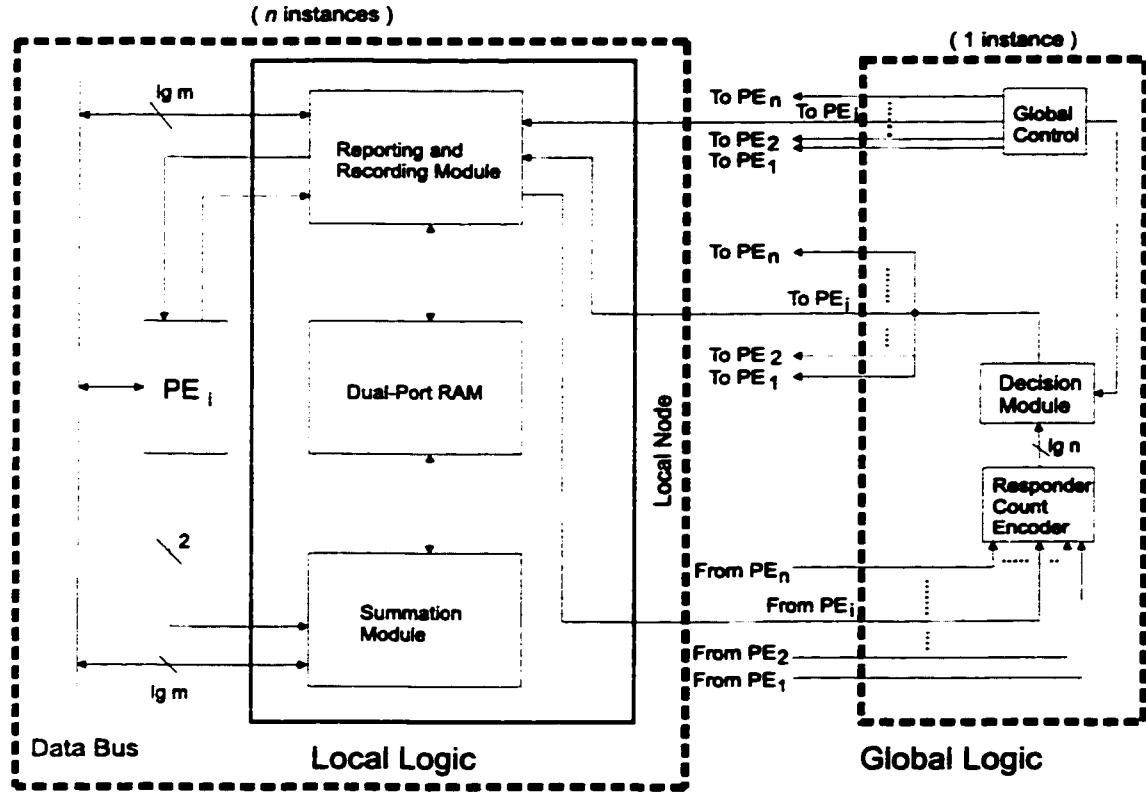 ( n instances )
( 1 instance )
lg m
Reporting and
Recording Module
To PE n
To PE i
To PE 2
To PE 1
Global
Control
To PE n
To PE i
To PE 2
To PE 1
PE i
Dual-Port RAM
Local Node
Decision
Module
lg n
Responder
Count
Encoder
2
Summation
Module
lg m
From PE n
From PE i
From PE 2
From PE 1
Data Bus
Local Logic
Global Logic